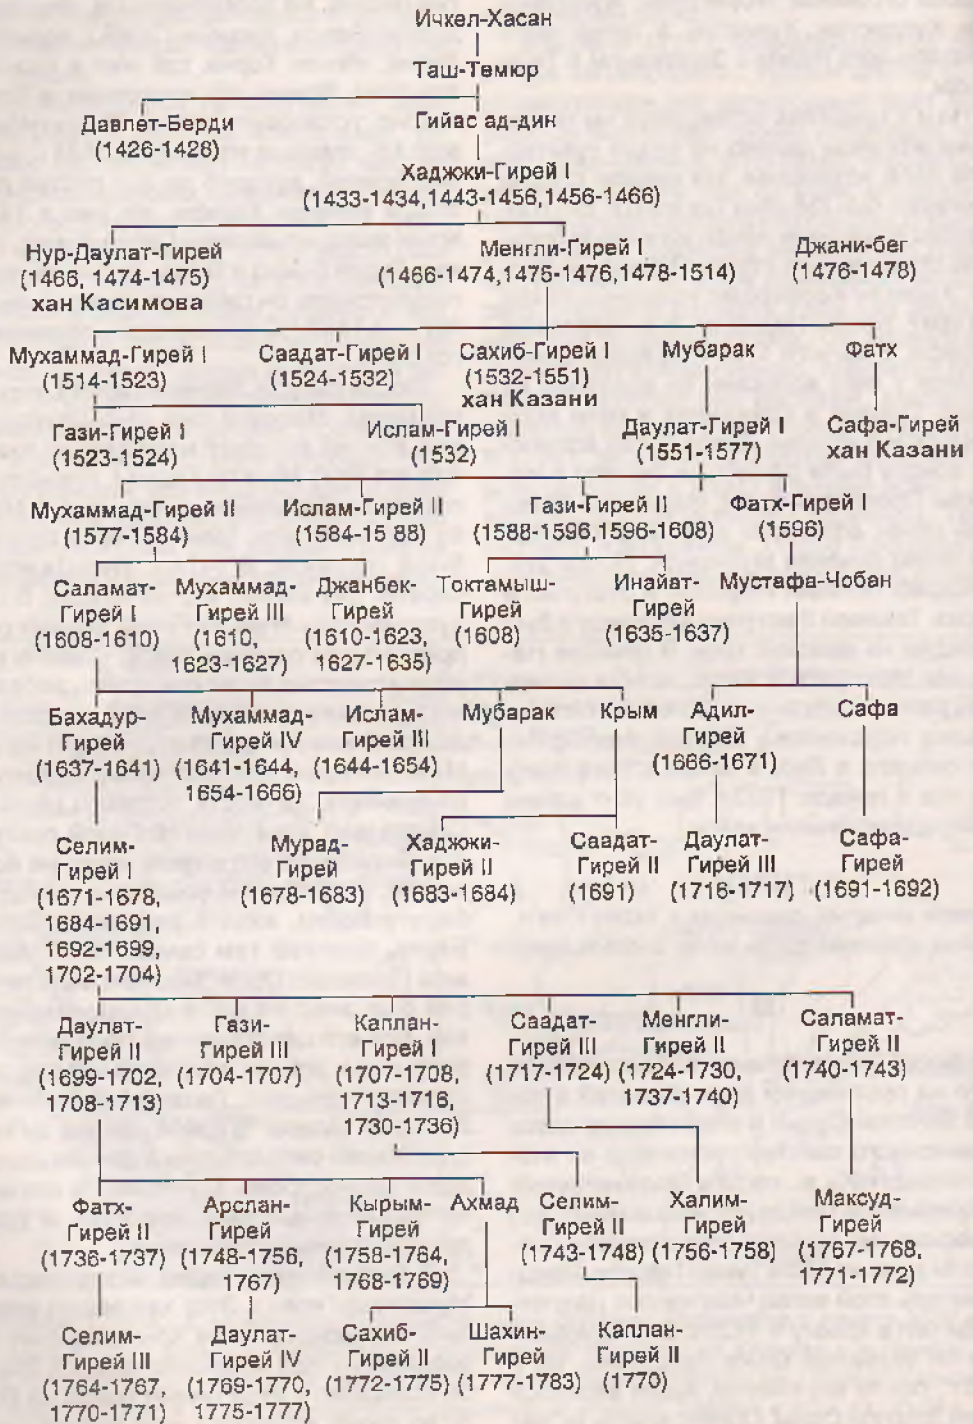 Ичкел-Хасан
Таш-Темюр
Давлет-Берди
(1426-1428)
Гийас ад-дин
Хаджжи-Гирей I
(1433-1434,1443-1456,1456-1466)
Нур-Даулат-Гирей
(1466, 1474-1475)
хан Касимова
Менгли-Гирей I
(1466-1474,1475-1476,1478-1514)
Джани-бег
(1476-1478)
Мухаммад-Гирей I
(1514-1523)
Саадат-Гирей I
(1524-1532)
Сахиб-Гирей I
(1532-1551)
хан Казани
Мубарак
Фатх
Гази-Гирей I
(1523-1524)
Ислам-Гирей I
(1532)
Даулат-Гирей I
(1551-1577)
Сафа-Гирей
хан Казани
Мухаммад-Гирей II
(1577-1584)
Ислам-Гирей II
(1584-15 88)
Гази-Гирей II
(1588-1596,1596-1608)
Фатх-Гирей I
(1596)
Саламат-
Гирей I
(1608-1610)
Мухаммад-
Гирей III
(1610,
1623-1627)
Джанбек-
Гирей
(1610-1623,
1627-1635)
Токтамыш-
Гирей
(1608)
Инайат-
Гирей
(1635-1637)
Мустафа-Чобан
Бахадур-
Гирей
(1637-1641)
Мухаммад-
Гирей IV
(1641-1644,
1654-1666)
Ислам-
Гирей III
(1644-1654)
Мубарак
Крым
Адил-
Гирей
(1666-1671)
Сафа
Селим-
Гирей I
(1671-1678,
1684-1691,
1692-1699,
1702-1704)
Мурад-
Гирей
(1678-1683)
Хаджжи-
Гирей II
(1683-1684)
Саадат-
Гирей II
(1691)
Даулат-
Гирей III
(1716-1717)
Сафа-
Гирей
(1691-1692)
Даулат-
Гирей II
(1699-1702,
1708-1713)
Гази-
Гирей III
(1704-1707)
Каплан-
Гирей I
(1707-1708,
1713-1716,
1730-1736)
Саадат-
Гирей III
(1717-1724)
Менгли-
Гирей II
(1724-1730,
1737-1740)
Саламат-
Гирей II
(1740-1743)
Фатх-
Гирей II
(1736-1737)
Арслан-
Гирей
(1748-1756,
1767)
Кырым-
Гирей
(1758-1764,
1768-1769)
Ахмад
Селим-
Гирей II
(1743-1748)
Халим-
Гирей
(1756-1758)
Максуд-
Гирей
(1767-1768,
1771-1772)
Селим-
Гирей III
(1764-1767,
1770-1771)
Даулат-
Гирей IV
(1769-1770,
1775-1777)
Сахиб-
Гирей II
(1772-1775)
Шахин-
Гирей
(1777-1783)
Каплан-
Гирей II
(1770)